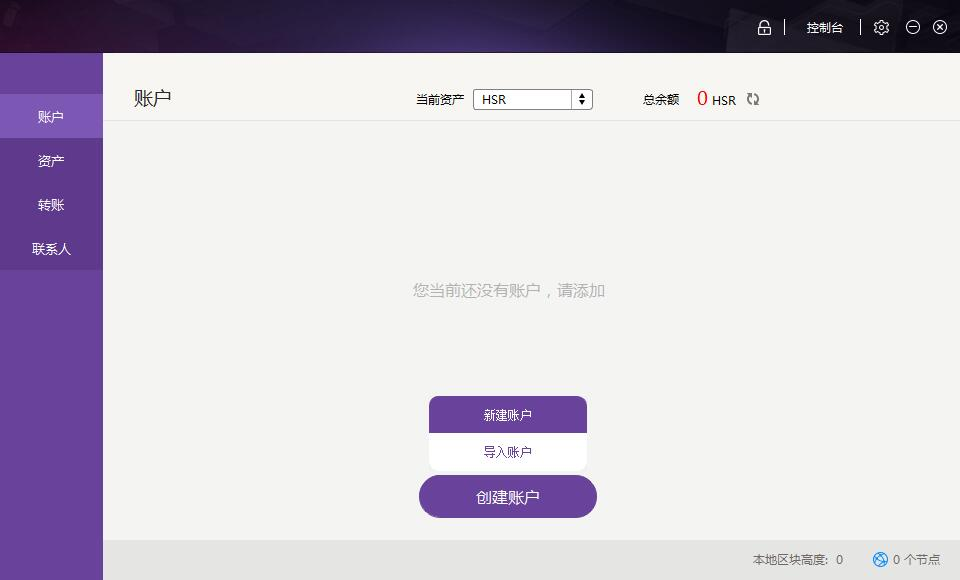 控制台
账户
资产
转账
联系人
账户
当前资产 HSR 总余额 0 HSR
您当前还没有账户，请添加
新建账户
导入账户
创建账户
本地区块高度: 0 0 个节点